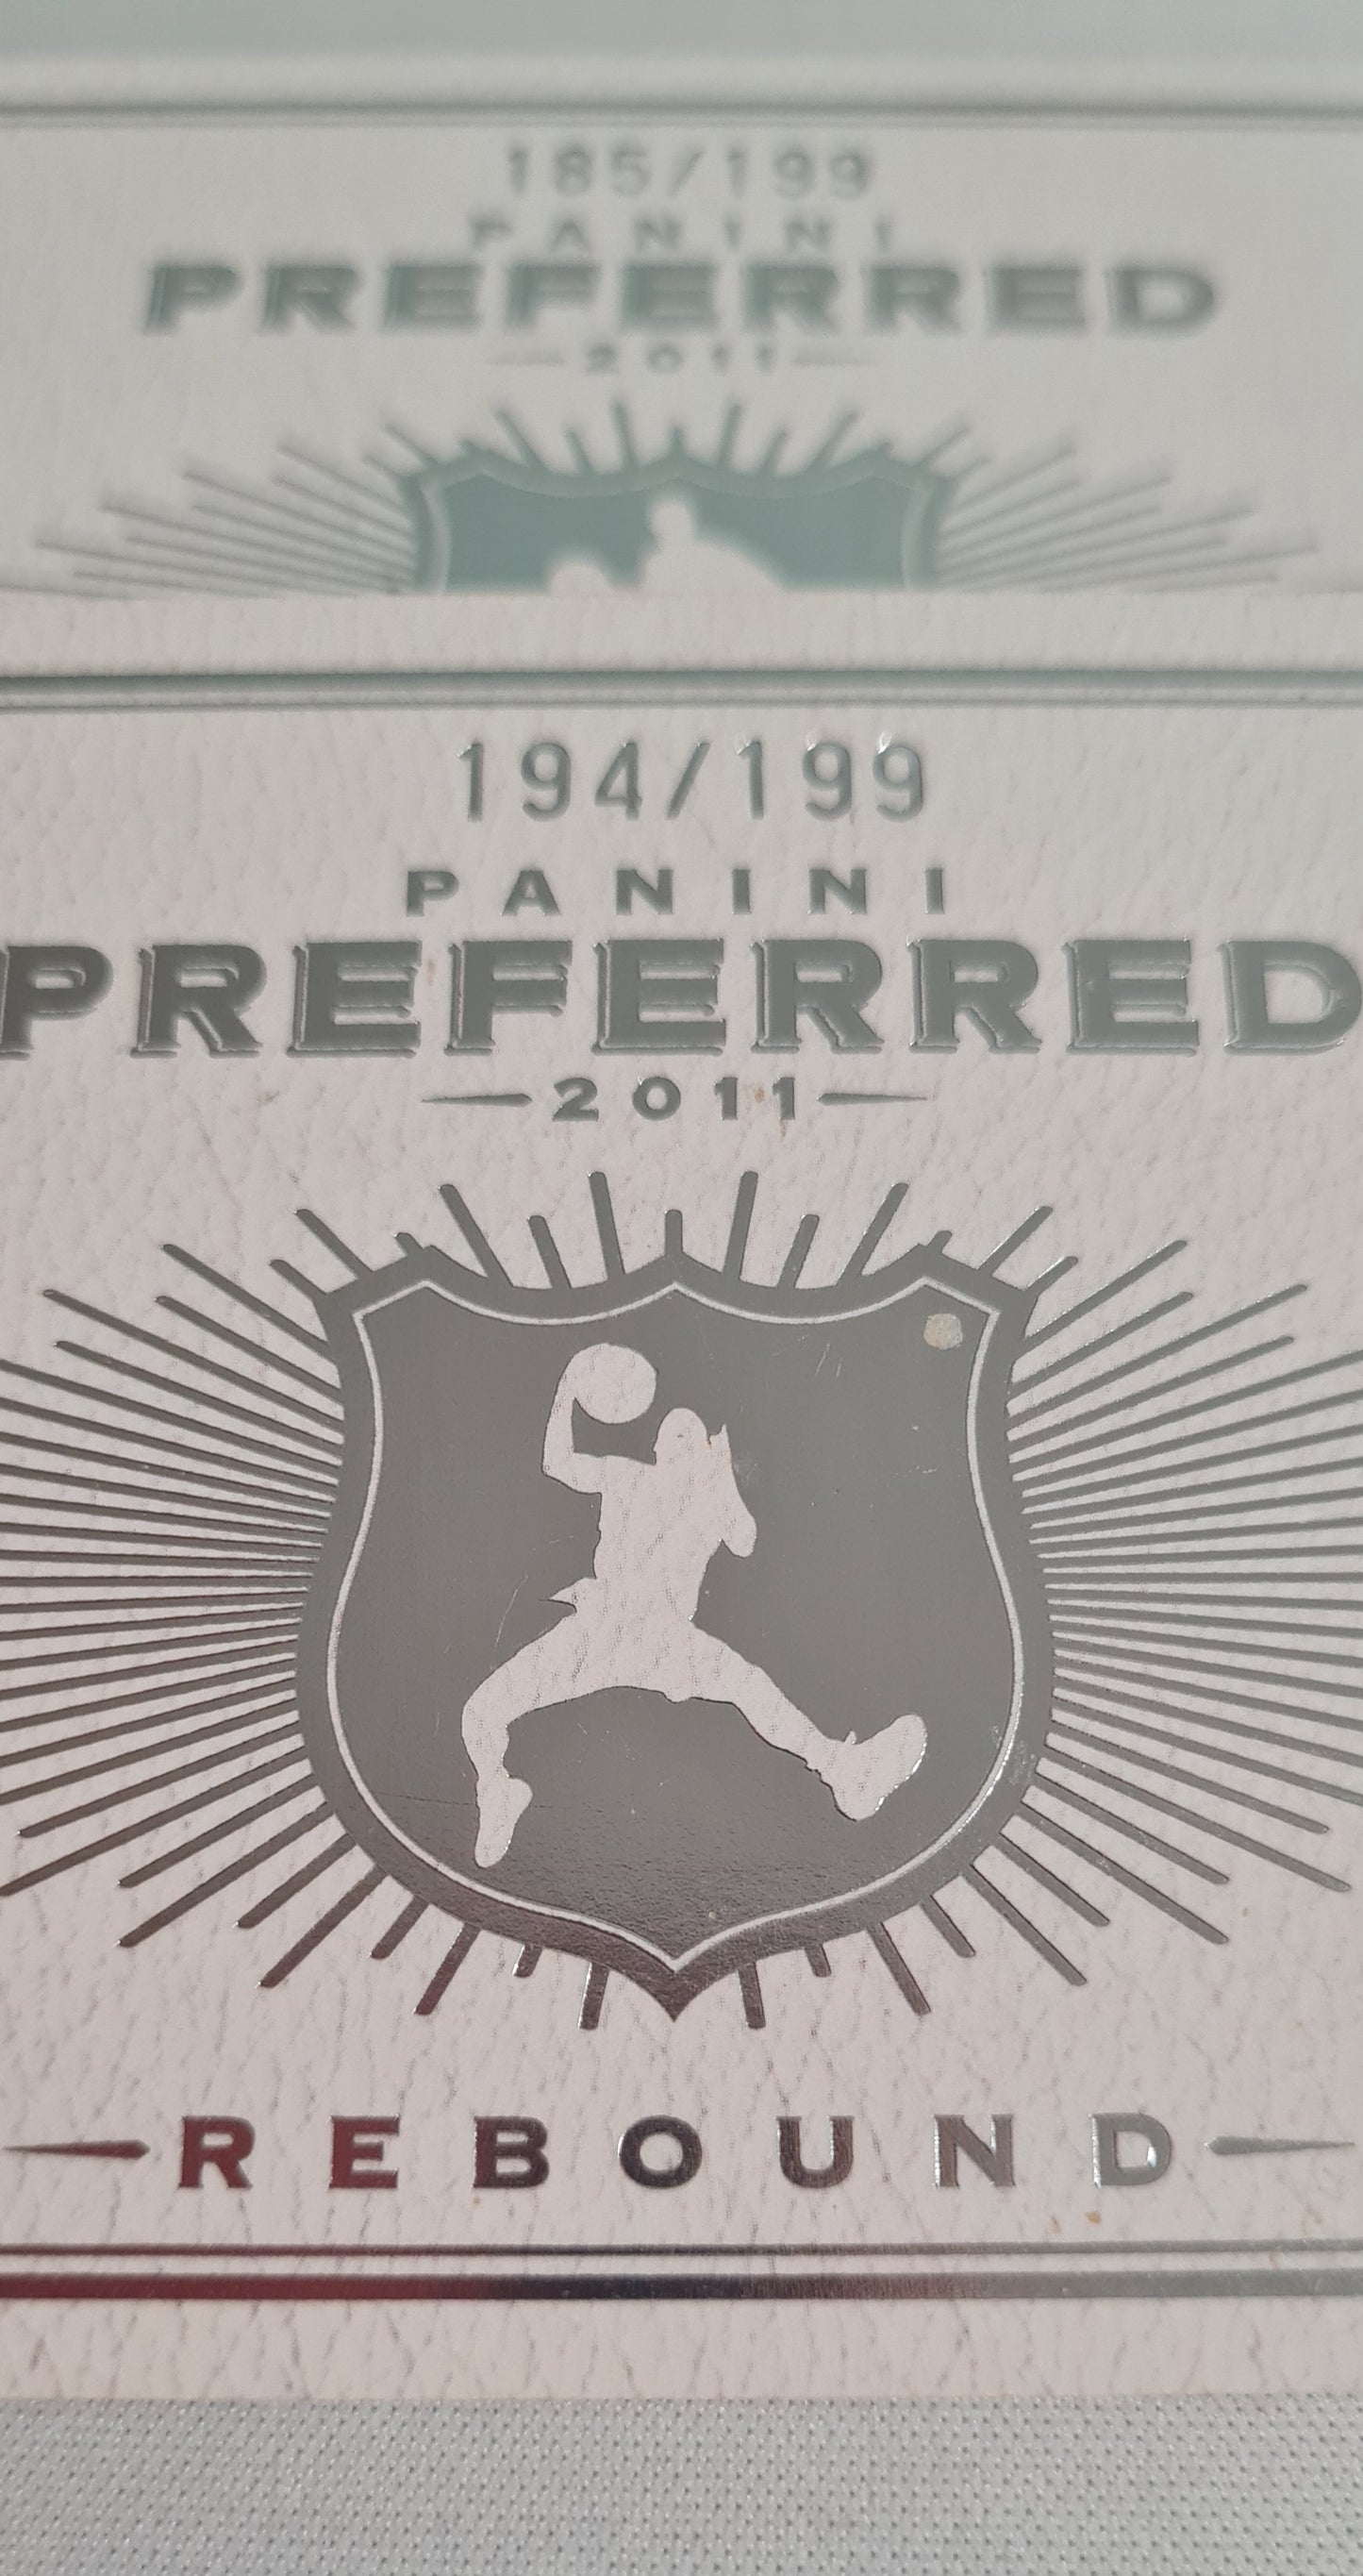 185/199
PANINI
PREFERRED
2011
194/199
PANINI
PREFERRED
2011
REBOUND